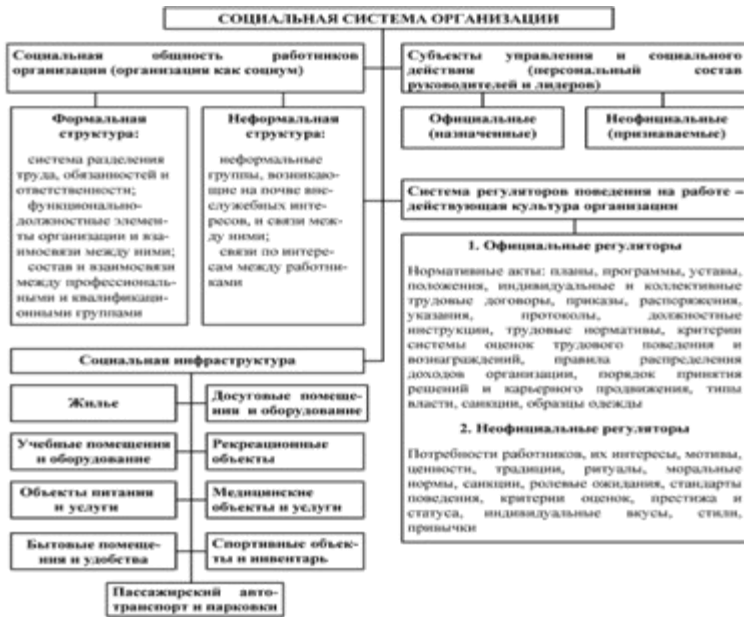 СОЦИАЛЬНАЯ СИСТЕМА ОРГАНИЗАЦИИ
Социальная общность работников
организации (организация как социум)
Субъекты управления и социального
действия (персональный состав
руководителей и лидеров)
Формальная
структура:
система разделения
труда, обязанностей и
ответственности;
функционально-
должностные элемен-
ты организации и вза-
имосвязи между ними;
состав и взаимосвязи
между профессиональ-
ными и квалификаци-
онными группами
Неформальная
структура:
неформальные
группы, возникаю-
щие на почве вне-
служебных инте-
ресов, и связи меж-
ду ними;
связи по интере-
сам между работни-
ками
Официальные
(назначенные)
Неофициальные
(признаваемые)
Система регуляторов поведения на работе –
действующая культура организации
1. Официальные регуляторы
Нормативные акты: планы, программы, уставы,
положения, индивидуальные и коллективные
трудовые договоры, приказы, распоряжения,
указания, протоколы, должностные
инструкции, трудовые нормативы, критерии
системы оценок трудового поведения и
вознаграждений, правила распределения
доходов организации, порядок принятия
решений и карьерного продвижения, типы
власти, санкции, образцы одежды
2. Неофициальные регуляторы
Потребности работников, их интересы, мотивы,
ценности, традиции, ритуалы, моральные
нормы, санкции, ролевые ожидания, стандарты
поведения, критерии оценок, престижа и
статуса, индивидуальные вкусы, стили,
привычки
Социальная инфраструктура
Жилье
Досуговые помеще-
ния и оборудование
Учебные помещения
и оборудование
Рекреационные
объекты
Объекты питания
и услуги
Медицинские
объекты и услуги
Бытовые помеще-
ния и удобства
Спортивные объек-
ты и инвентарь
Пассажирский авто-
транспорт и парковки